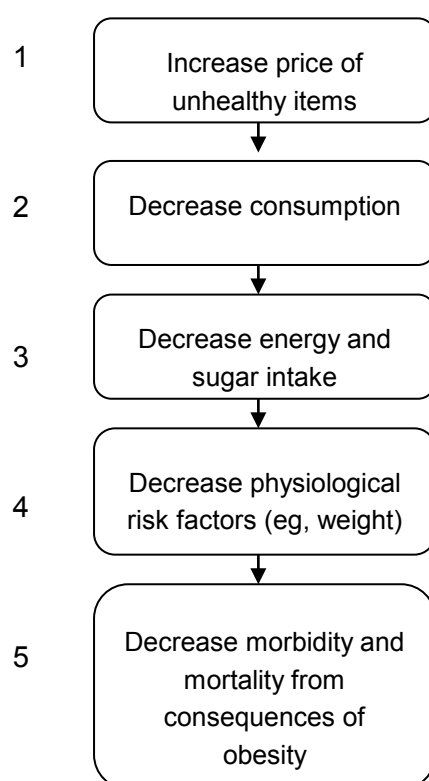 1
Increase price of
unhealthy items
2
Decrease consumption
3
Decrease energy and
sugar intake
4
Decrease physiological
risk factors (eg, weight)
5
Decrease morbidity and
mortality from
consequences of
obesity